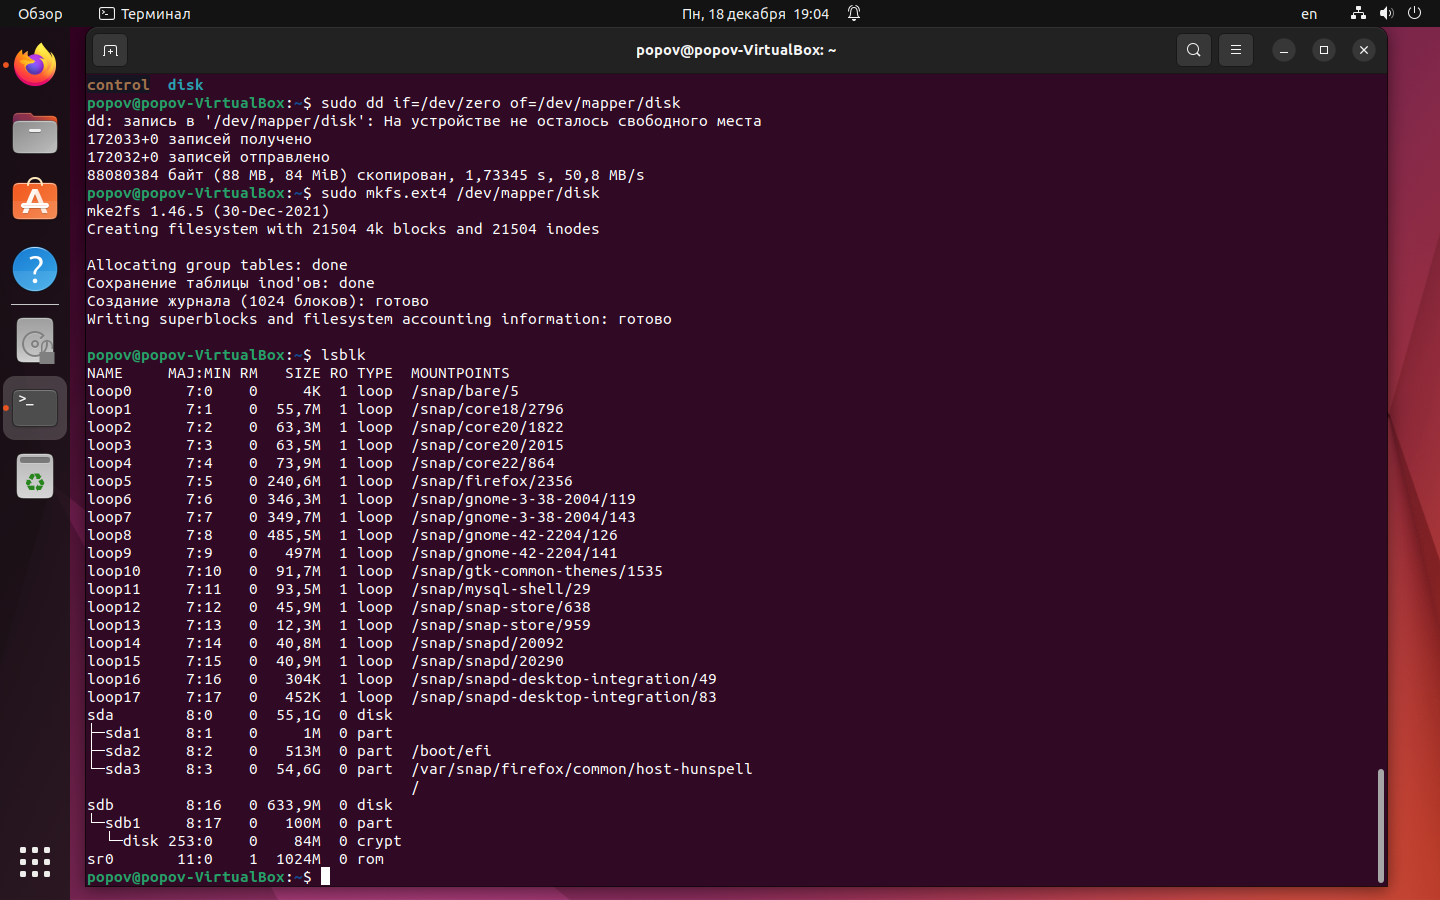 Обзор Терминал Пн, 18 декабря 19:04 en
popov@popov-VirtualBox: ~
control disk
popov@popov-VirtualBox:~$ sudo dd if=/dev/zero of=/dev/mapper/disk
dd: запись в '/dev/mapper/disk': На устройстве не осталось свободного места
172033+0 записей получено
172032+0 записей отправлено
88080384 байт (88 MB, 84 MiB) скопирован, 1,73345 s, 50,8 MB/s
popov@popov-VirtualBox:~$ sudo mkfs.ext4 /dev/mapper/disk
mke2fs 1.46.5 (30-Dec-2021)
Creating filesystem with 21504 4k blocks and 21504 inodes
Allocating group tables: done
Сохранение таблицы inod'ов: done
Создание журнала (1024 блоков): готово
Writing superblocks and filesystem accounting information: готово
popov@popov-VirtualBox:~$ lsblk
NAME MAJ:MIN RM SIZE RO TYPE MOUNTPOINTS
loop0 7:0 0 4K 1 loop /snap/bare/5
loop1 7:1 0 55,7M 1 loop /snap/core18/2796
loop2 7:2 0 63,3M 1 loop /snap/core20/1822
loop3 7:3 0 63,5M 1 loop /snap/core20/2015
loop4 7:4 0 73,9M 1 loop /snap/core22/864
loop5 7:5 0 240,6M 1 loop /snap/firefox/2356
loop6 7:6 0 346,3M 1 loop /snap/gnome-3-38-2004/119
loop7 7:7 0 349,7M 1 loop /snap/gnome-3-38-2004/143
loop8 7:8 0 485,5M 1 loop /snap/gnome-42-2204/126
loop9 7:9 0 497M 1 loop /snap/gnome-42-2204/141
loop10 7:10 0 91,7M 1 loop /snap/gtk-common-themes/1535
loop11 7:11 0 93,5M 1 loop /snap/mysql-shell/29
loop12 7:12 0 45,9M 1 loop /snap/snap-store/638
loop13 7:13 0 12,3M 1 loop /snap/snap-store/959
loop14 7:14 0 40,8M 1 loop /snap/snapd/20092
loop15 7:15 0 40,9M 1 loop /snap/snapd/20290
loop16 7:16 0 304K 1 loop /snap/snapd-desktop-integration/49
loop17 7:17 0 452K 1 loop /snap/snapd-desktop-integration/83
sda 8:0 0 55,1G 0 disk
├─sda1 8:1 0 1M 0 part
├─sda2 8:2 0 513M 0 part /boot/efi
└─sda3 8:3 0 54,6G 0 part /var/snap/firefox/common/host-hunspell
/
sdb 8:16 0 633,9M 0 disk
└─sdb1 8:17 0 100M 0 part
└─disk 253:0 0 84M 0 crypt
sr0 11:0 1 1024M 0 rom
popov@popov-VirtualBox:~$